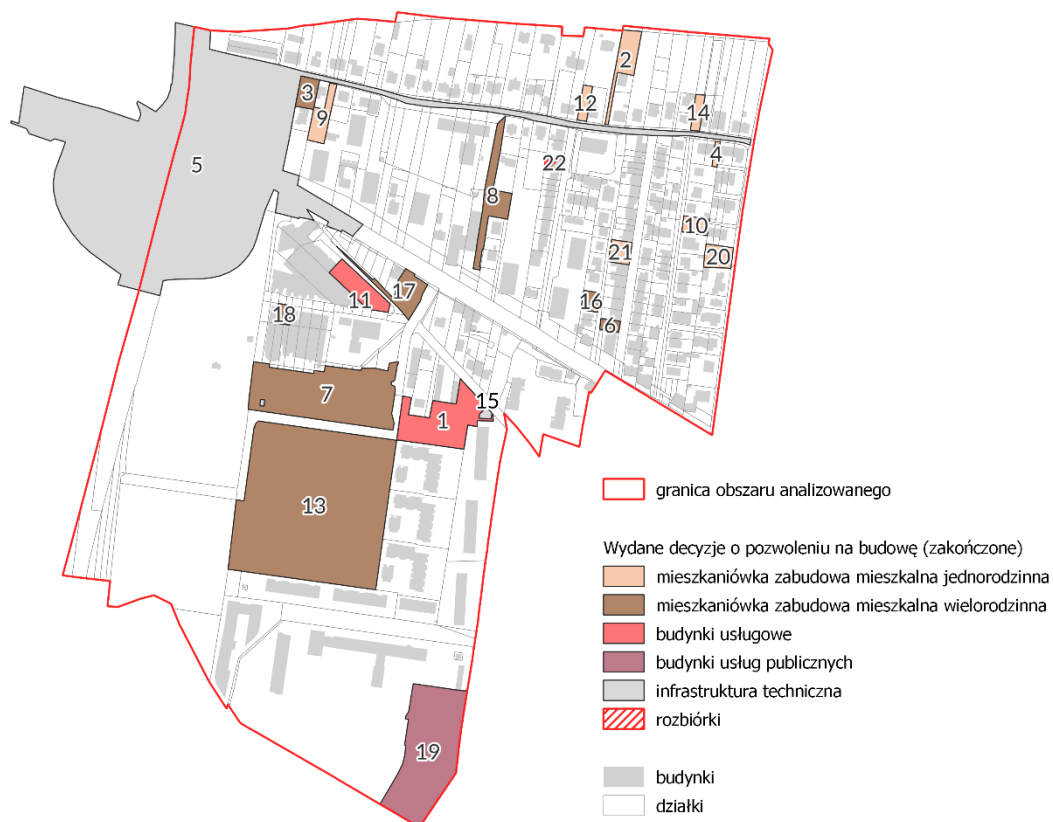 2
3
12
14
9
4
5
22
8
10
21
20
17
11
16
18
6
7
15
1
13
19
granica obszaru analizowanego
Wydane decyzje o pozwoleniu na budowę (zakończone)
mieszkaniówka zabudowa mieszkalna jednorodzinna
mieszkaniówka zabudowa mieszkalna wielorodzinna
budynki usługowe
budynki usług publicznych
infrastruktura techniczna
rozbiórki
budynki
działki